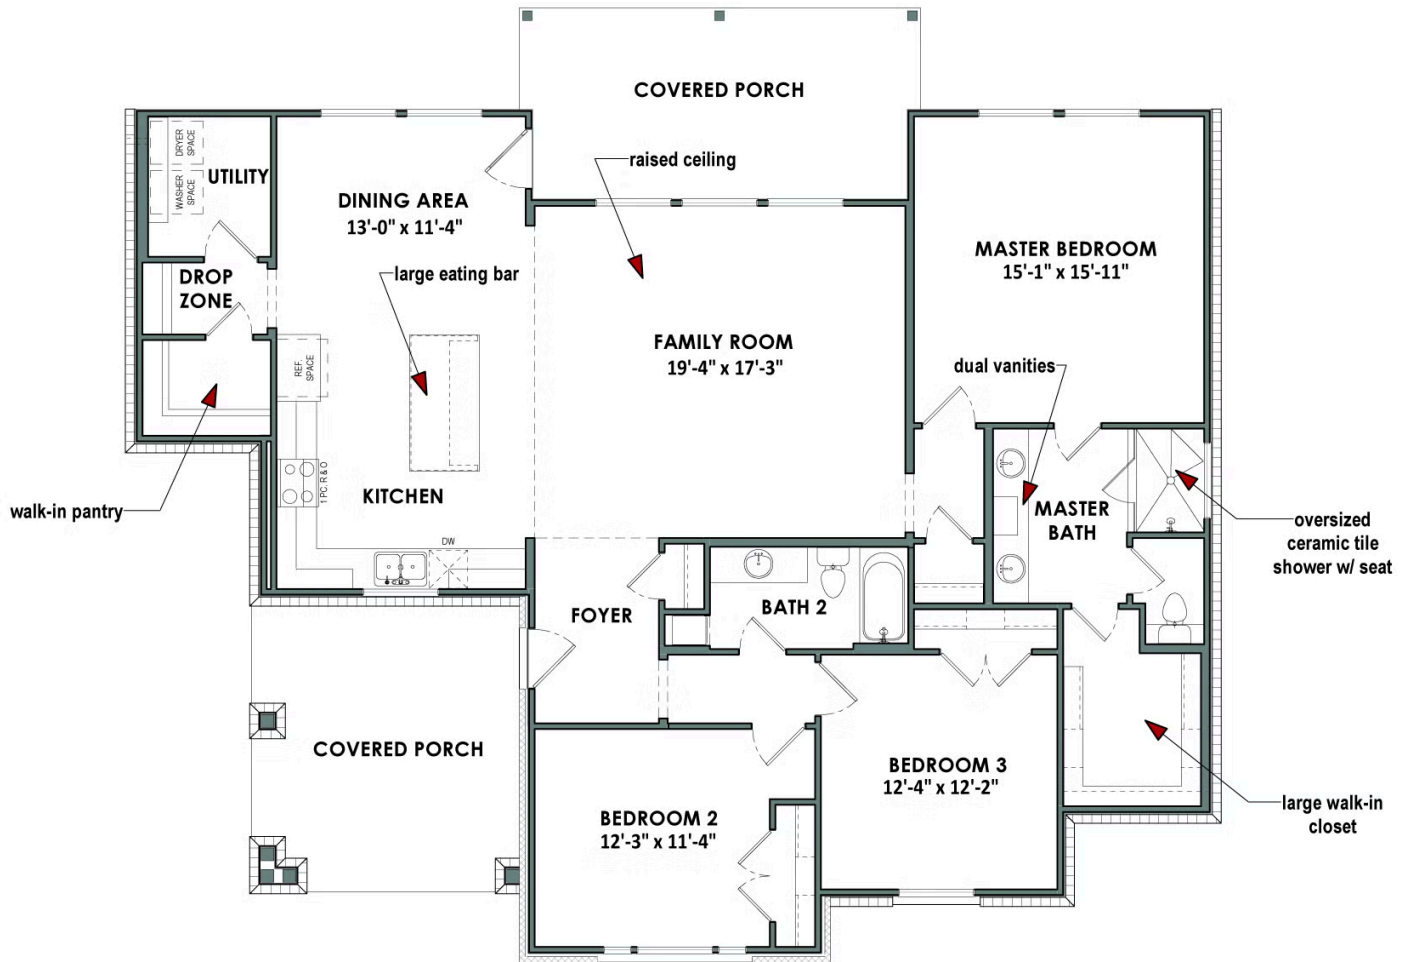 COVERED PORCH
raised ceiling
DRYER
SPACE
WASHER
SPACE
UTILITY
DINING AREA
13'-0" x 11'-4"
MASTER BEDROOM
15'-1" x 15'-11"
DROP
ZONE
large eating bar
FAMILY ROOM
19'-4" x 17'-3"
REF.
SPACE
dual vanities
1 PC. R & O
KITCHEN
walk-in pantry
MASTER
BATH
oversized
ceramic tile
shower w/ seat
DW
FOYER
BATH 2
COVERED PORCH
BEDROOM 3
12'-4" x 12'-2"
BEDROOM 2
12'-3" x 11'-4"
large walk-in
closet